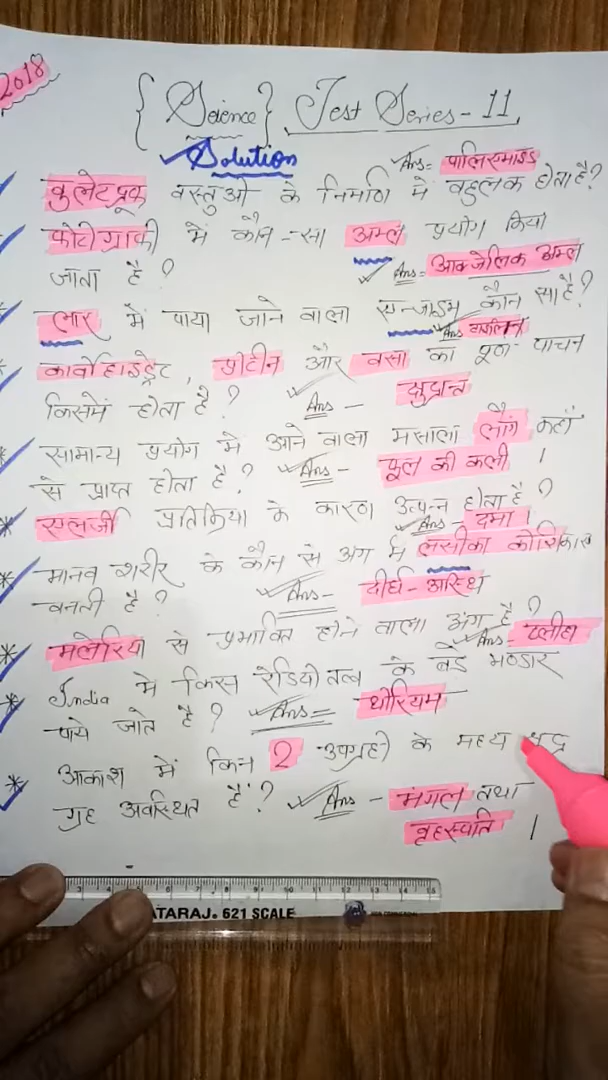 2018
{Science} Test Series - 11
Solution
Ans = पालिएमाइड
बुलेटप्रूक वस्तुओ के निर्माण में बहुलक होता है?
फोटोग्राफी में कौन-सा अम्ल प्रयोग किया
जाता है ? Ans = आक्जेलिक अम्ल
लार में पाया जाने वाला एन्जाइम कौन सा है?
Ans
कार्वोहाइड्रेट, प्रोटीन और वसा का पूर्ण पाचन
किसमें होता है ? Ans - क्षुद्रान्त्र
सामान्य प्रयोग मे आने वाला मसाला लौंग कहाँ
से प्राप्त होता है ? Ans - फूल की कली ।
एलर्जी प्रतिक्रिया के कारण उत्पन्न होता है ?
Ans - दमा ।
मानव शरीर के कौन से अंग में लसीका कोशिकाए
बनती है ? Ans - दीर्घ-अस्थि
मलेरिया से प्रभावित होने वाला अंग है ?
Ans = प्लीहा
India में किस रेडियोतत्व के बडे भण्डार
पाये जाते है ? Ans = थोरियम
आकाश में किन 2 उपग्रहो के मध्य क्षुद्र
ग्रह अवस्थित हैं ? Ans - मंगल तथा
बृहस्पति ।
ATARAJ 621 SCALE